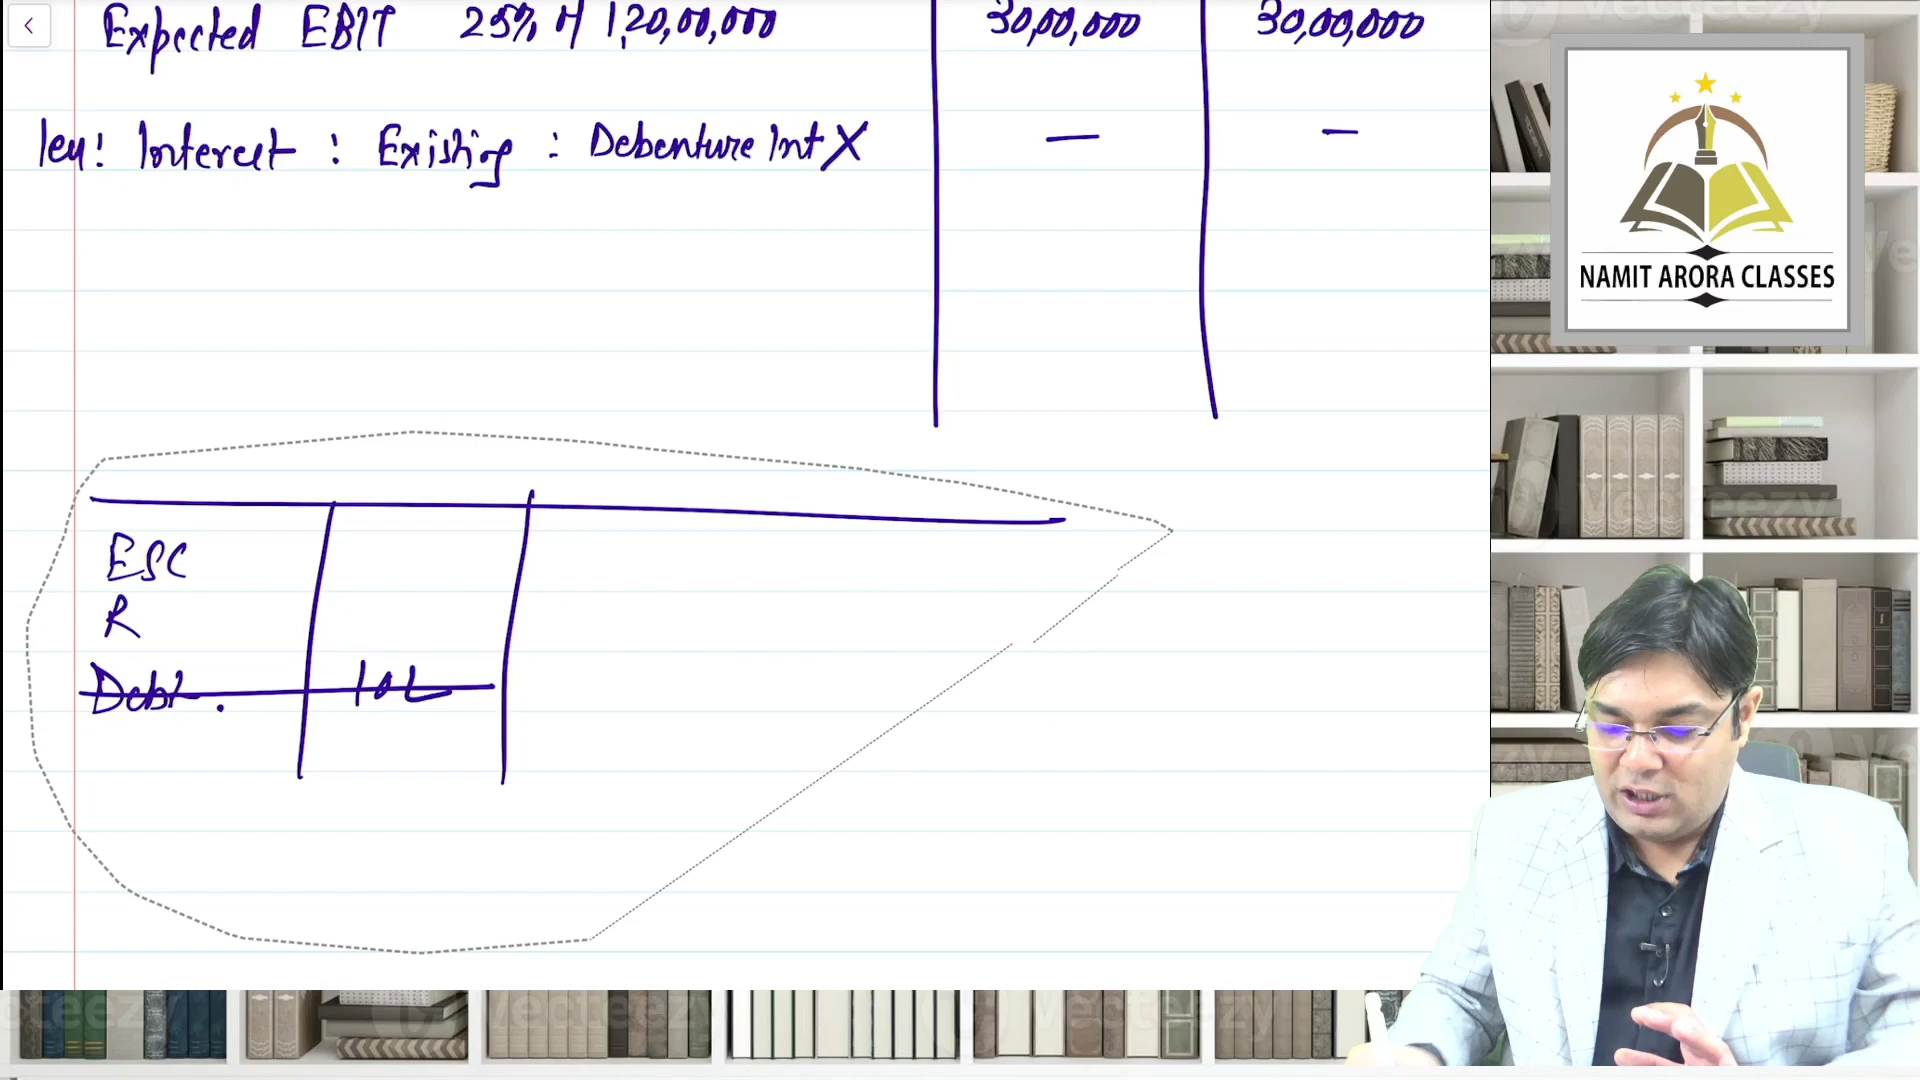 Expected EBIT 25% of 1,20,00,000 30,00,000 30,00,000
Less: Interest : Existing : Debenture Int X — —
ESC
R
Debt. 10L
NAMIT ARORA CLASSES